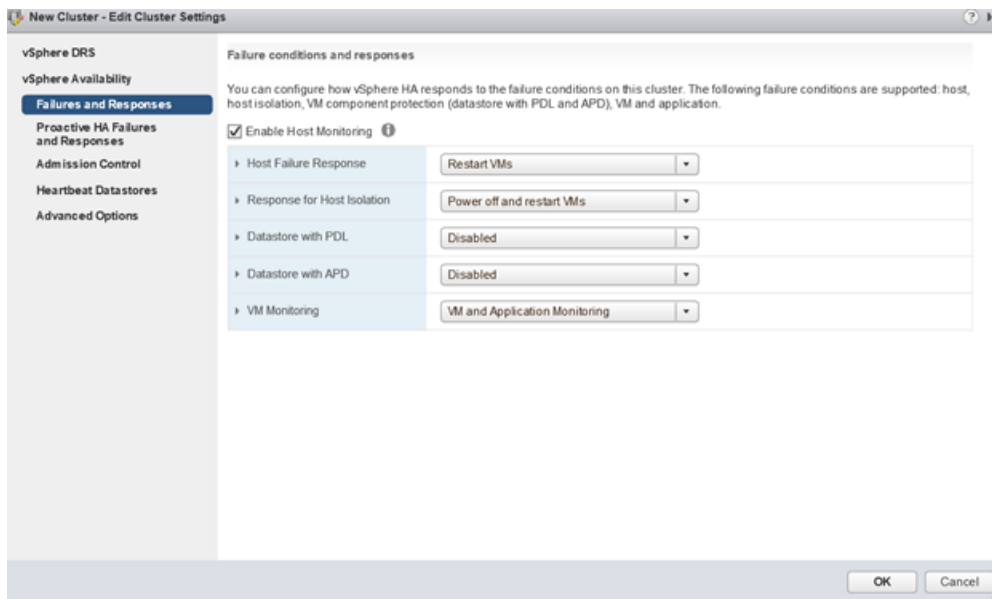 New Cluster - Edit Cluster Settings
?
vSphere DRS
vSphere Availability
Failures and Responses
Proactive HA Failures
and Responses
Admission Control
Heartbeat Datastores
Advanced Options
Failure conditions and responses
You can configure how vSphere HA responds to the failure conditions on this cluster. The following failure conditions are supported: host,
host isolation, VM component protection (datastore with PDL and APD), VM and application.
Enable Host Monitoring
Host Failure Response Restart VMs
Response for Host Isolation Power off and restart VMs
Datastore with PDL Disabled
Datastore with APD Disabled
VM Monitoring VM and Application Monitoring
OK Cancel